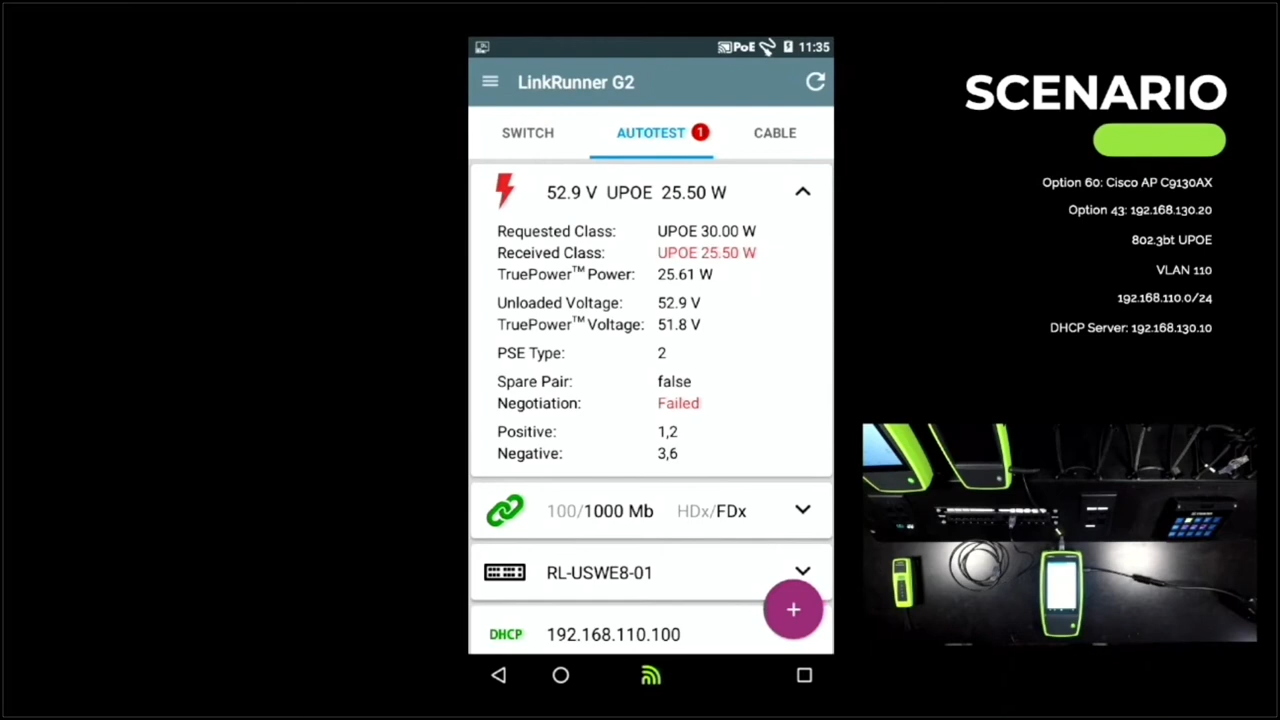 PoE 11:35
LinkRunner G2
SWITCH AUTOTEST 1 CABLE
52.9 V UPOE 25.50 W
Requested Class: UPOE 30.00 W
Received Class: UPOE 25.50 W
TruePower™ Power: 25.61 W
Unloaded Voltage: 52.9 V
TruePower™ Voltage: 51.8 V
PSE Type: 2
Spare Pair: false
Negotiation: Failed
Positive: 1,2
Negative: 3,6
100/1000 Mb HDx/FDx
RL-USWE8-01
DHCP 192.168.110.100
+
SCENARIO
Option 60: Cisco AP C9130AX
Option 43: 192.168.130.20
802.3bt UPOE
VLAN 110
192.168.110.0/24
DHCP Server: 192.168.130.10